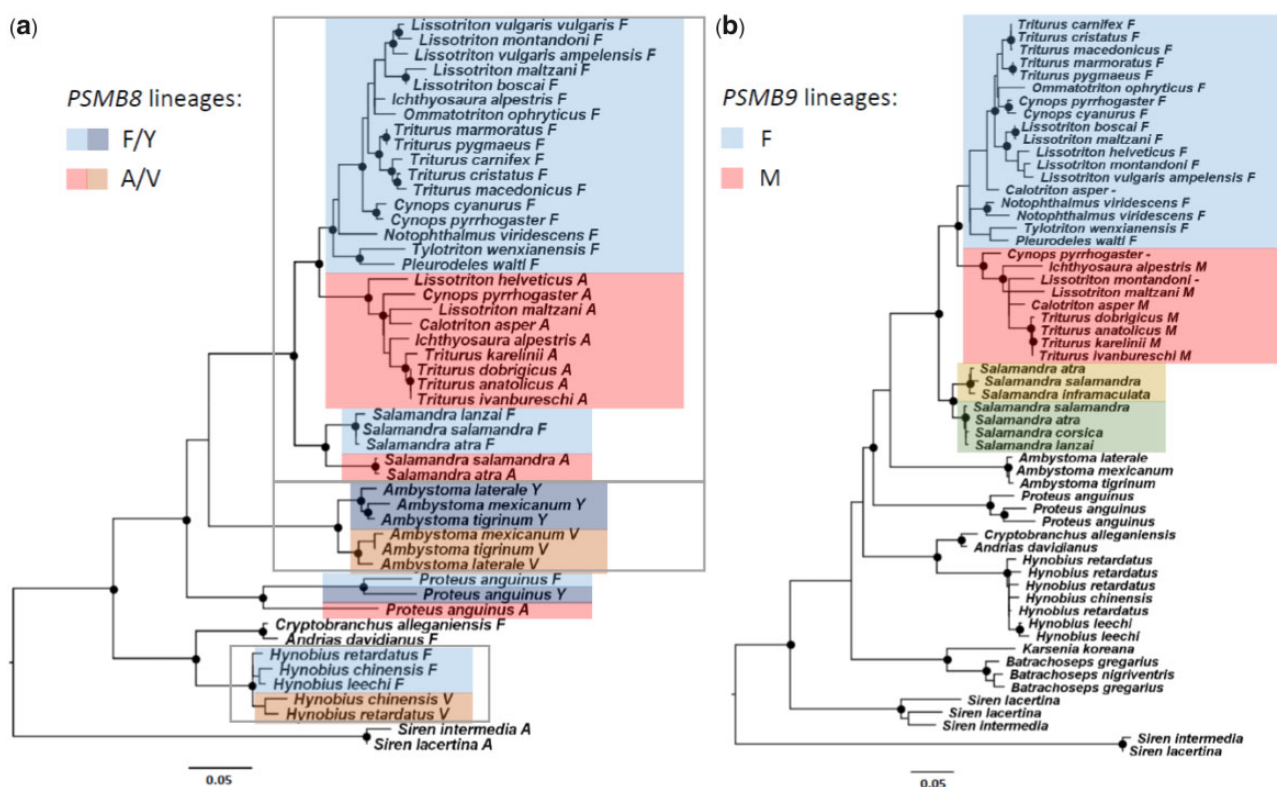 (a)
PSMB8 lineages:
F/Y
A/V
Lissotriton vulgaris vulgaris F
Lissotriton montandoni F
Lissotriton vulgaris ampelensis F
Lissotriton maltzani F
Lissotriton boscai F
Ichthyosaura alpestris F
Ommatotriton ophryticus F
Triturus marmoratus F
Triturus pygmaeus F
Triturus carnifex F
Triturus cristatus F
Triturus macedonicus F
Cynops cyanurus F
Cynops pyrrhogaster F
Notophthalmus viridescens F
Tylotriton wenxianensis F
Pleurodeles waltl F
Lissotriton helveticus A
Cynops pyrrhogaster A
Lissotriton maltzani A
Calotriton asper A
Ichthyosaura alpestris A
Triturus karelinii A
Triturus dobrigicus A
Triturus anatolicus A
Triturus ivanbureschi A
Salamandra lanzai F
Salamandra salamandra F
Salamandra atra F
Salamandra salamandra A
Salamandra atra A
Ambystoma laterale Y
Ambystoma mexicanum Y
Ambystoma tigrinum Y
Ambystoma mexicanum V
Ambystoma tigrinum V
Ambystoma laterale V
Proteus anguinus F
Proteus anguinus Y
Proteus anguinus A
Cryptobranchus alleganiensis F
Andrias davidianus F
Hynobius retardatus F
Hynobius chinensis F
Hynobius leechi F
Hynobius chinensis V
Hynobius retardatus V
Siren intermedia A
Siren lacertina A
0.05
(b)
PSMB9 lineages:
F
M
Triturus carnifex F
Triturus cristatus F
Triturus macedonicus F
Triturus marmoratus F
Triturus pygmaeus F
Ommatotriton ophryticus F
Cynops pyrrhogaster F
Cynops cyanurus F
Lissotriton boscai F
Lissotriton maltzani F
Lissotriton helveticus F
Lissotriton montandoni F
Lissotriton vulgaris ampelensis F
Calotriton asper -
Notophthalmus viridescens F
Notophthalmus viridescens F
Tylotriton wenxianensis F
Pleurodeles waltl F
Cynops pyrrhogaster -
Ichthyosaura alpestris M
Lissotriton montandoni -
Lissotriton maltzani M
Calotriton asper M
Triturus dobrigicus M
Triturus anatolicus M
Triturus karelinii M
Triturus ivanbureschi M
Salamandra atra
Salamandra salamandra
Salamandra inframaculata
Salamandra salamandra
Salamandra atra
Salamandra corsica
Salamandra lanzai
Ambystoma laterale
Ambystoma mexicanum
Ambystoma tigrinum
Proteus anguinus
Proteus anguinus
Proteus anguinus
Cryptobranchus alleganiensis
Andrias davidianus
Hynobius retardatus
Hynobius retardatus
Hynobius retardatus
Hynobius chinensis
Hynobius retardatus
Hynobius leechi
Hynobius leechi
Karsenia koreana
Batrachoseps gregarius
Batrachoseps nigriventris
Batrachoseps gregarius
Siren lacertina
Siren lacertina
Siren intermedia
Siren intermedia
Siren lacertina
0.05